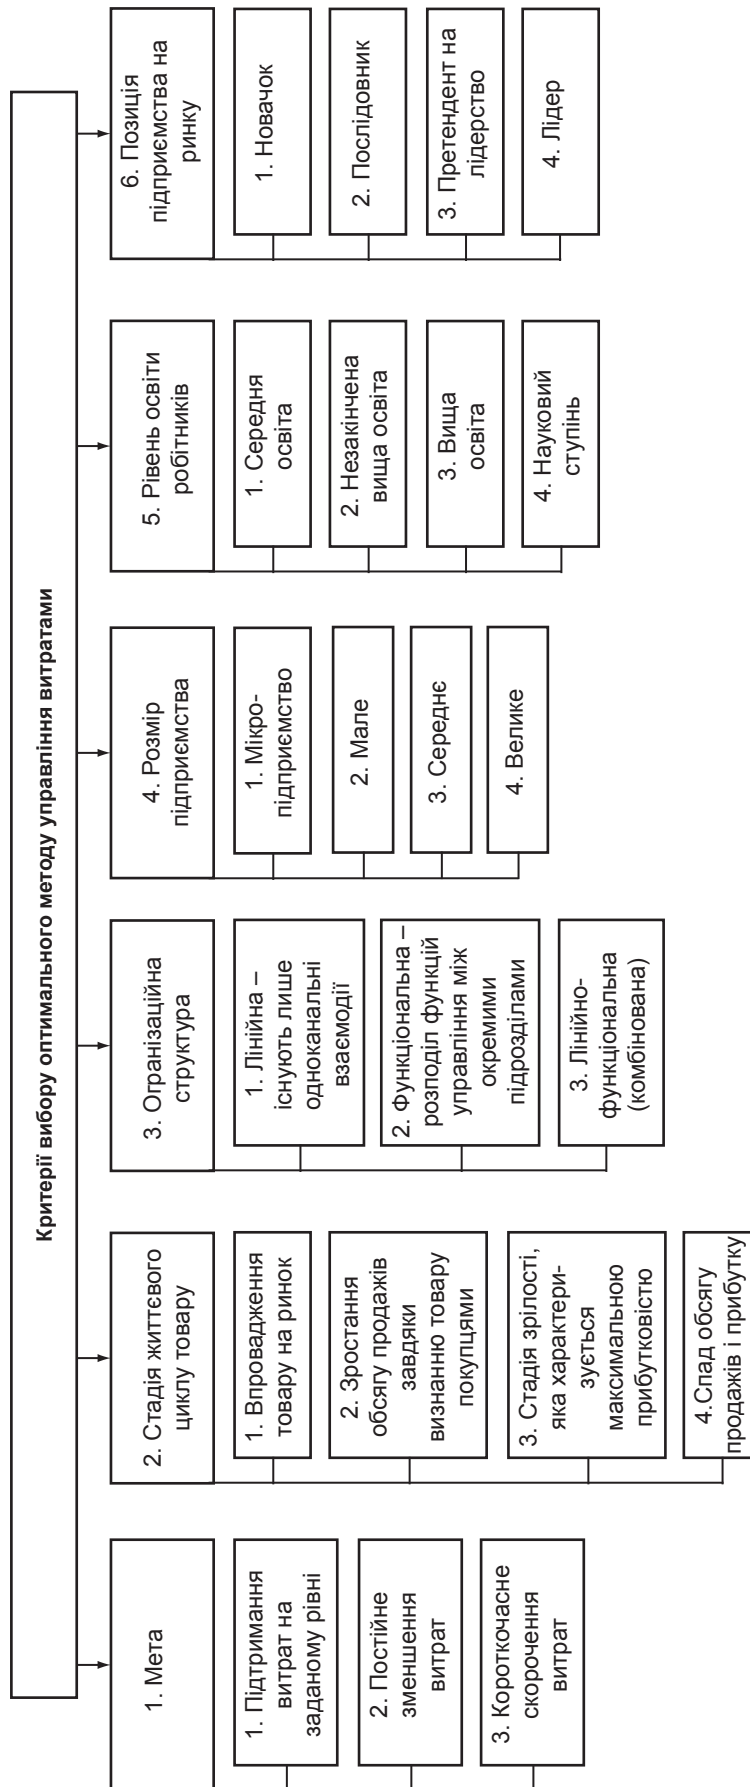 Критерії вибору оптимального методу управління витратами
1. Мета
1. Підтримання
витрат на
заданому рівні
2. Постійне
зменшення
витрат
3. Короткочасне
скорочення
витрат
2. Стадія життєвого
циклу товару
1. Впровадження
товару на ринок
2. Зростання
обсягу продажів
завдяки
визнанню товару
покупцями
3. Стадія зрілості,
яка характери-
зується
максимальною
прибутковістю
4.Спад обсягу
продажів і прибутку
3. Огранізаційна
структура
1. Лінійна –
існують лише
одноканальні
взаємодії
2. Функціональна –
розподіл функцій
управління між
окремими
підрозділами
3. Лінійно-
функціональна
(комбінована)
4. Розмір
підприємства
1. Мікро-
підприємство
2. Мале
3. Середнє
4. Велике
5. Рівень освіти
робітників
1. Середня
освіта
2. Незакінчена
вища освіта
3. Вища
освіта
4. Науковий
ступінь
6. Позиція
підприємства на
ринку
1. Новачок
2. Послідовник
3. Претендент на
лідерство
4. Лідер